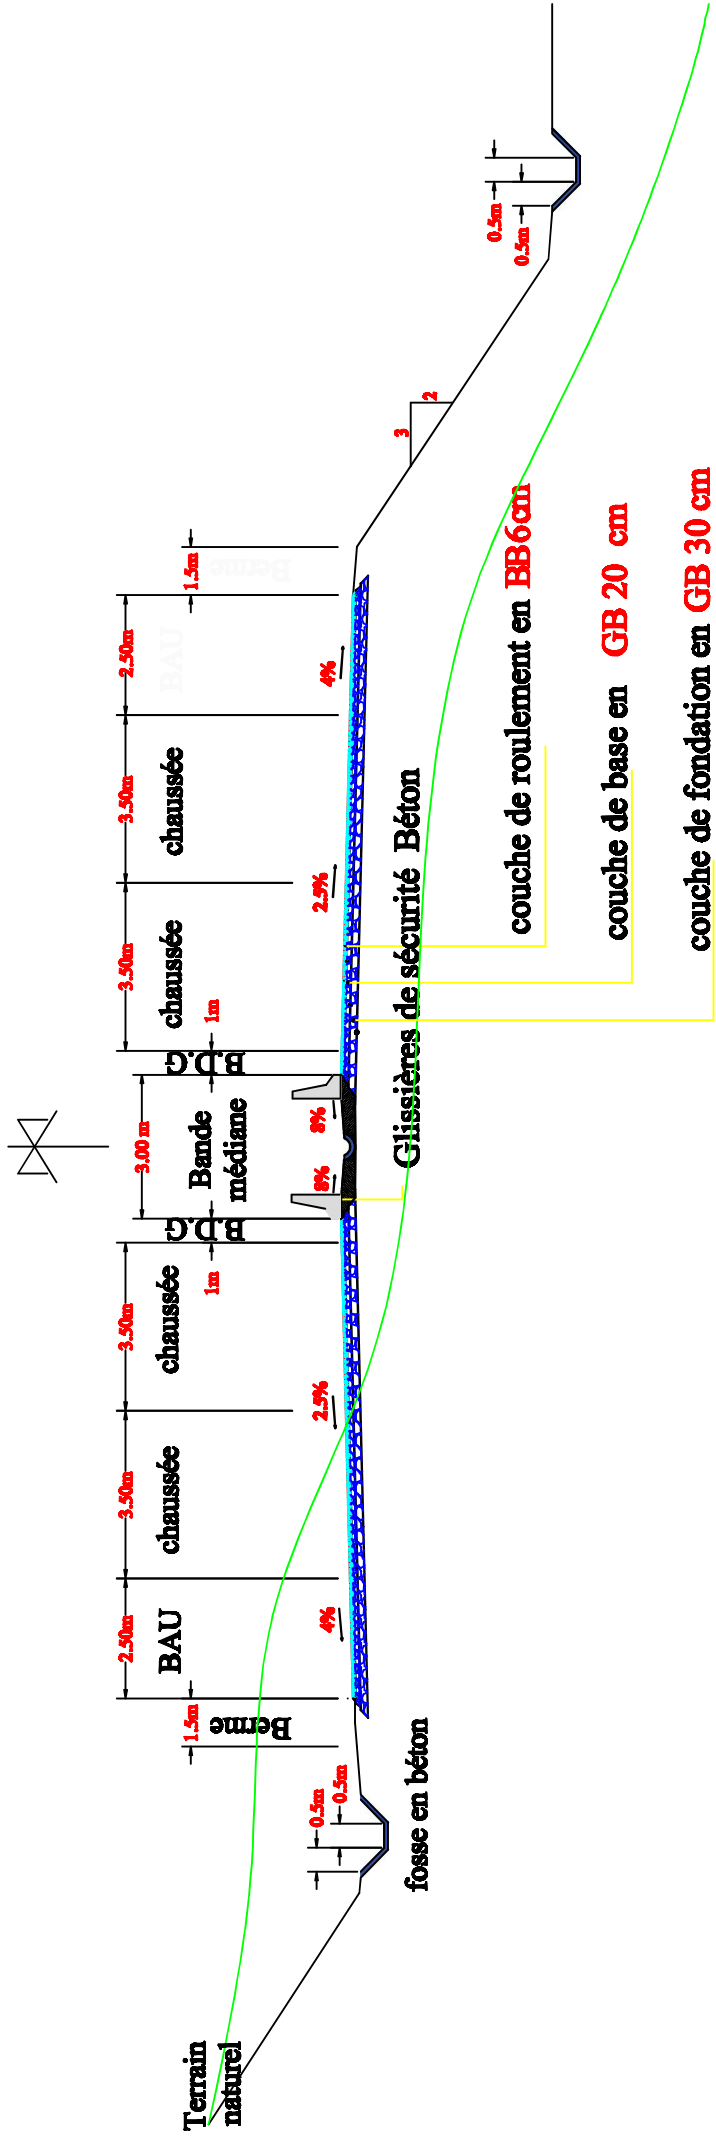 Terrain
naturel
1.5m
Berme
2.50m
BAU
3.50m
chaussée
3.50m
chaussée
1m
B.D.G
3.00 m
Bande
médiane
B.D.G
1m
3.50m
chaussée
3.50m
chaussée
2.50m
BAU
1.5m
Berme
0.5m
0.5m
4%
2.5%
8%
8%
2.5%
4%
3
2
0.5m
0.5m
fosse en béton
Glissières de sécurité Béton
couche de roulement en BB6cm
couche de base en GB 20 cm
couche de fondation en GB 30 cm